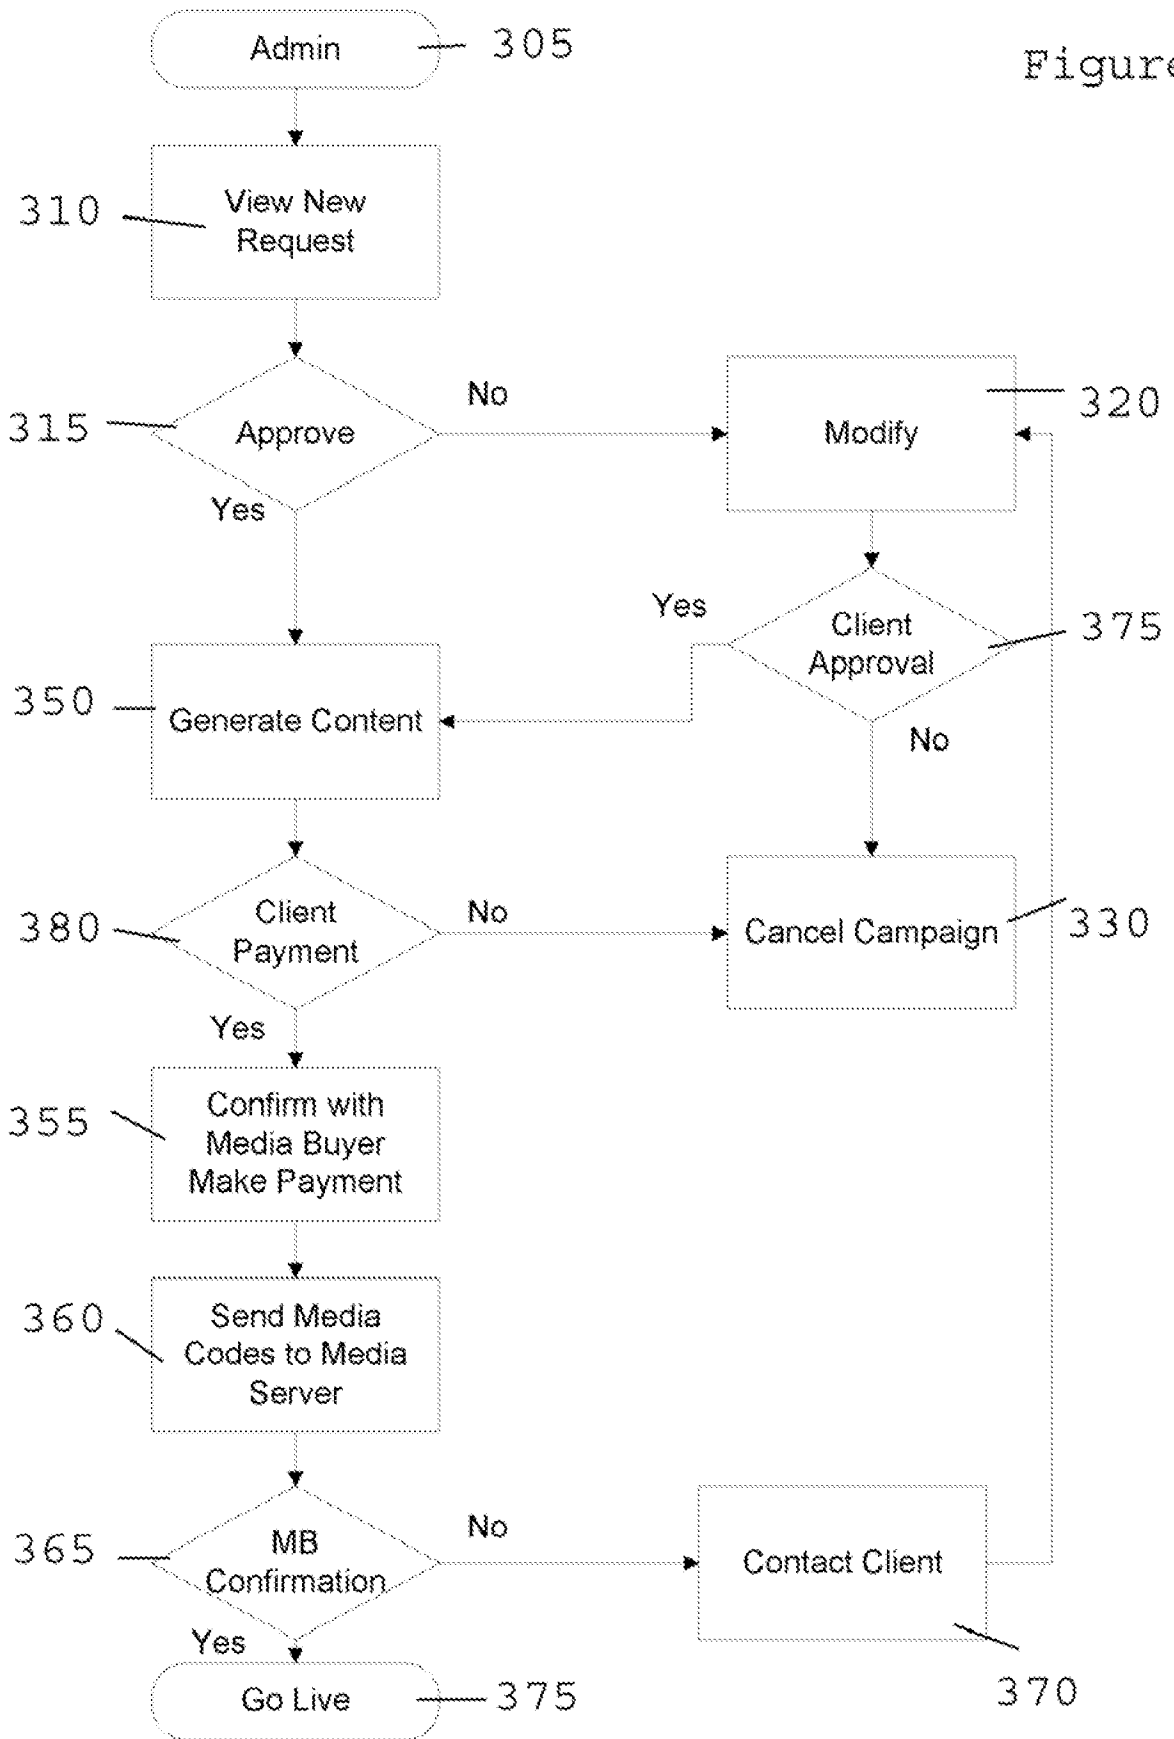 Admin
305
Figure
310
View New
Request
315
Approve
No
Yes
Modify
320
Yes
Client
Approval
375
No
350
Generate Content
380
Client
Payment
No
Yes
Cancel Campaign
330
355
Confirm with
Media Buyer
Make Payment
360
Send Media
Codes to Media
Server
365
MB
Confirmation
No
Yes
Contact Client
370
Go Live
375